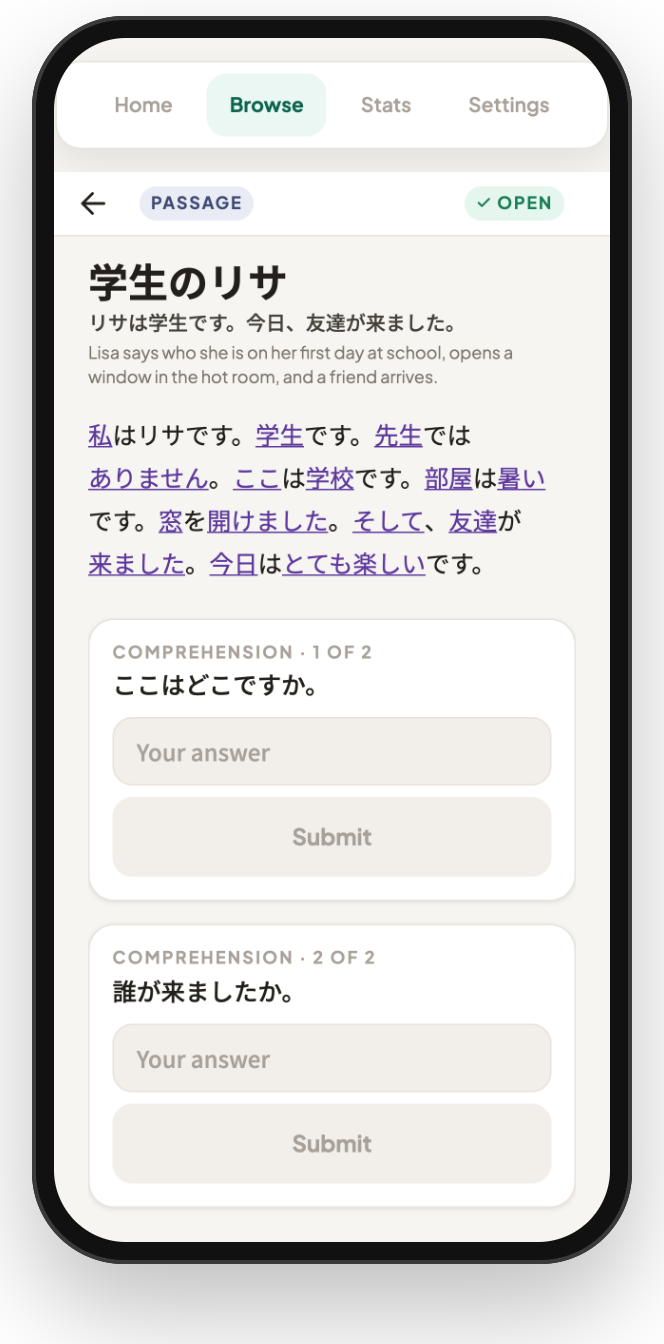 Home Browse Stats Settings
PASSAGE ✓ OPEN
学生のリサ
リサは学生です。今日、友達が来ました。
Lisa says who she is on her first day at school, opens a
window in the hot room, and a friend arrives.
私はリサです。学生です。先生では
ありません。ここは学校です。部屋は暑い
です。窓を開けました。そして、友達が
来ました。今日はとても楽しいです。
COMPREHENSION · 1 OF 2
ここはどこですか。
Your answer
Submit
COMPREHENSION · 2 OF 2
誰が来ましたか。
Your answer
Submit